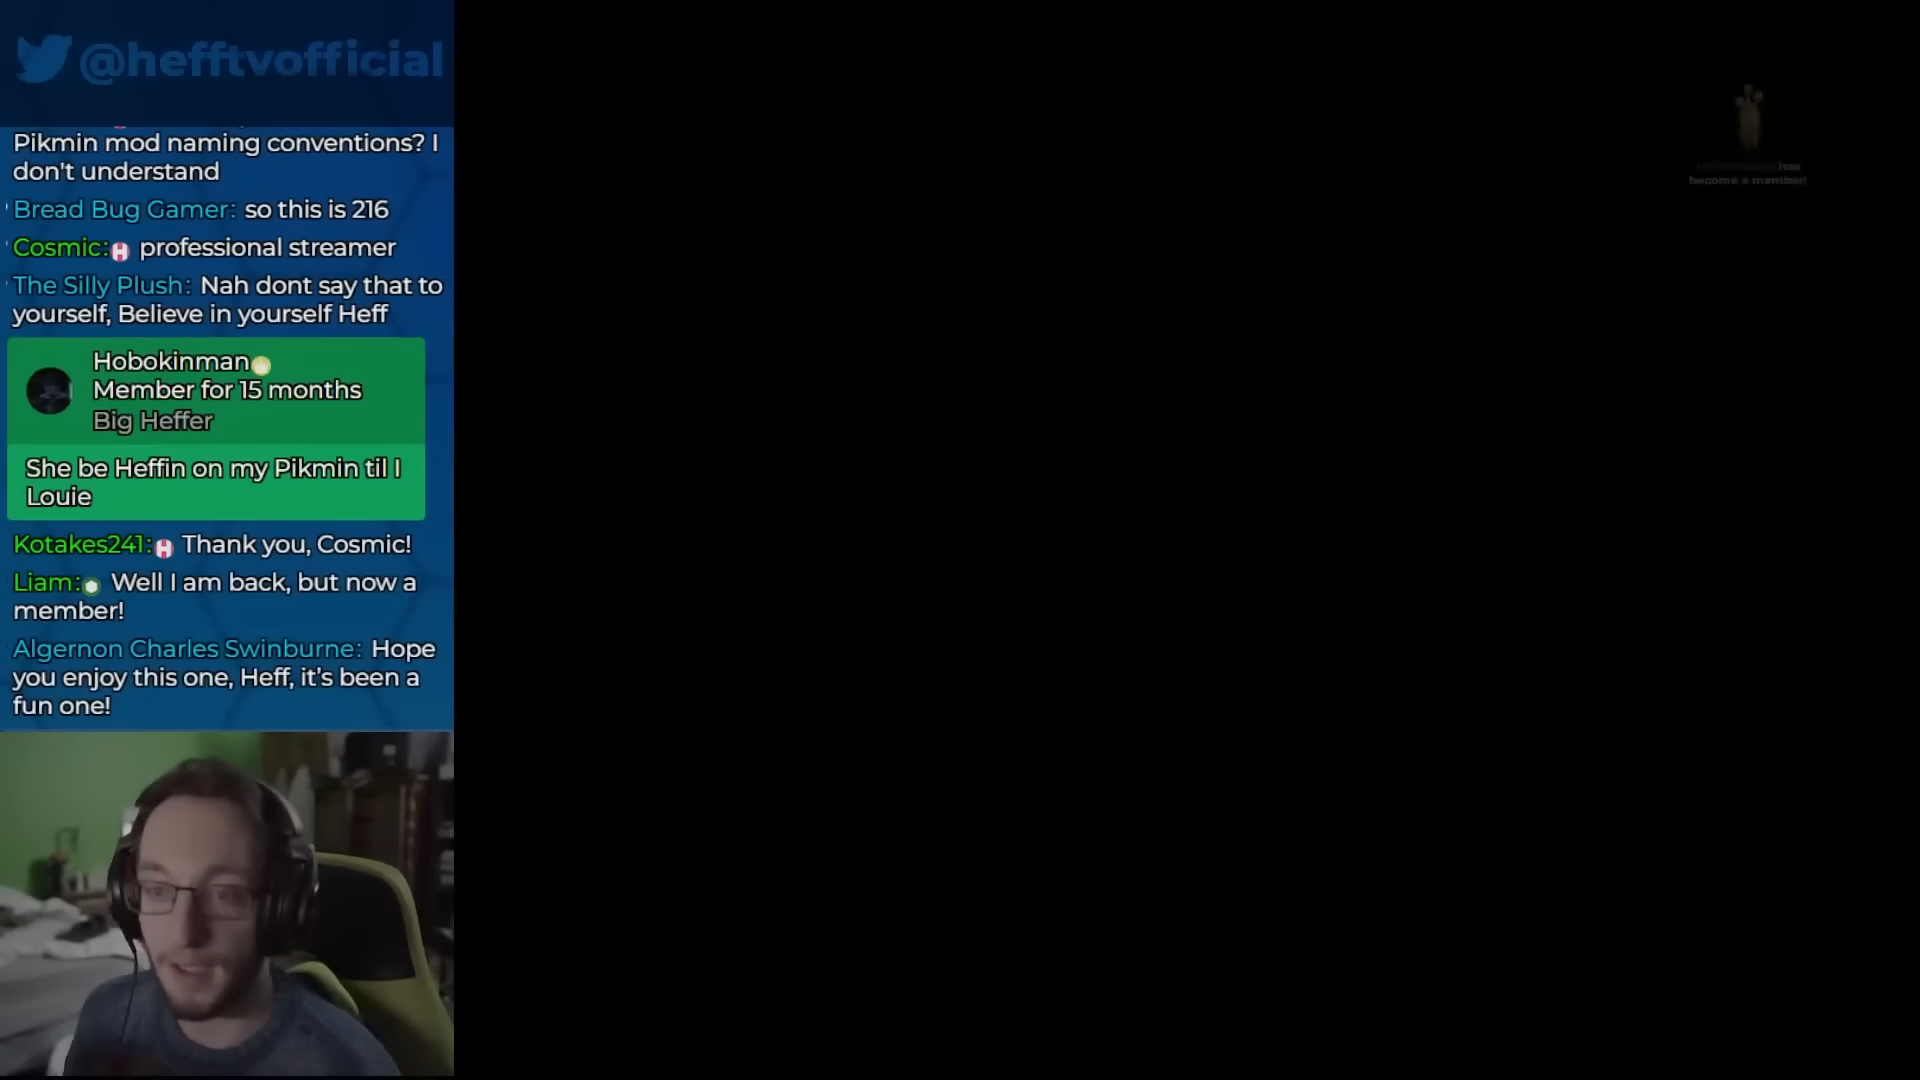 @hefftvofficial
Pikmin mod naming conventions? I
don't understand
Bread Bug Gamer: so this is 216
Cosmic: H professional streamer
The Silly Plush: Nah dont say that to
yourself, Believe in yourself Heff
Hobokinman
Member for 15 months
Big Heffer
She be Heffin on my Pikmin til I
Louie
Kotakes241: H Thank you, Cosmic!
Liam: Well I am back, but now a
member!
Algernon Charles Swinburne: Hope
you enjoy this one, Heff, it's been a
fun one!
has
become a member!